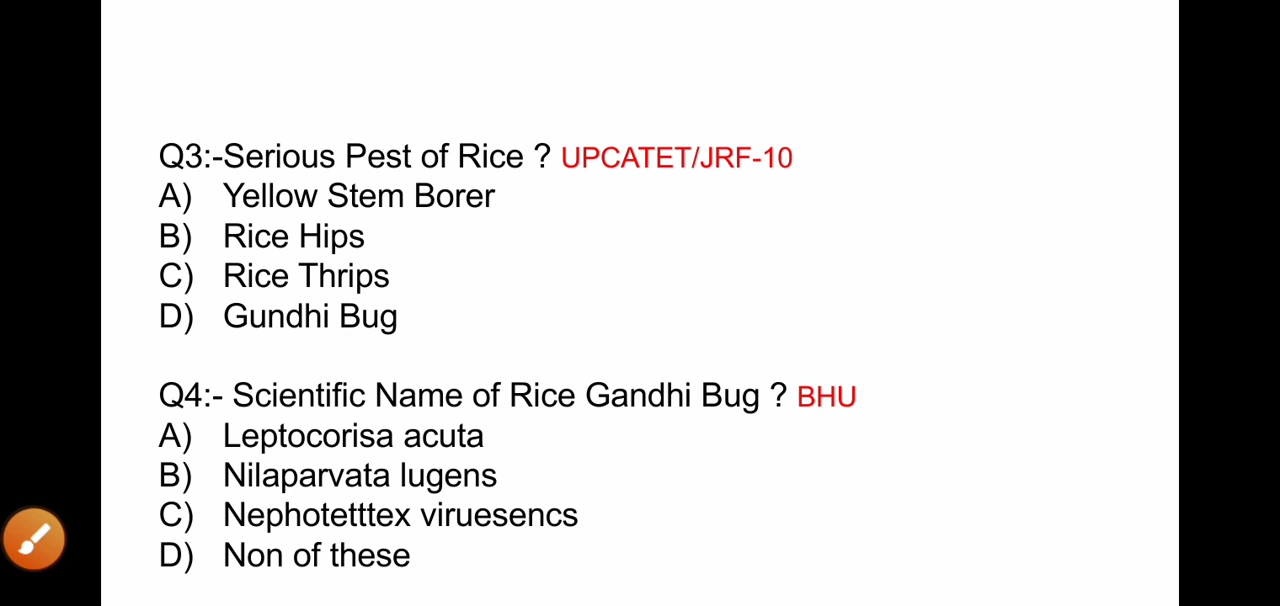 Q3:-Serious Pest of Rice ? UPCATET/JRF-10
A) Yellow Stem Borer
B) Rice Hips
C) Rice Thrips
D) Gundhi Bug
Q4:- Scientific Name of Rice Gandhi Bug ? BHU
A) Leptocorisa acuta
B) Nilaparvata lugens
C) Nephotetttex viruesencs
D) Non of these